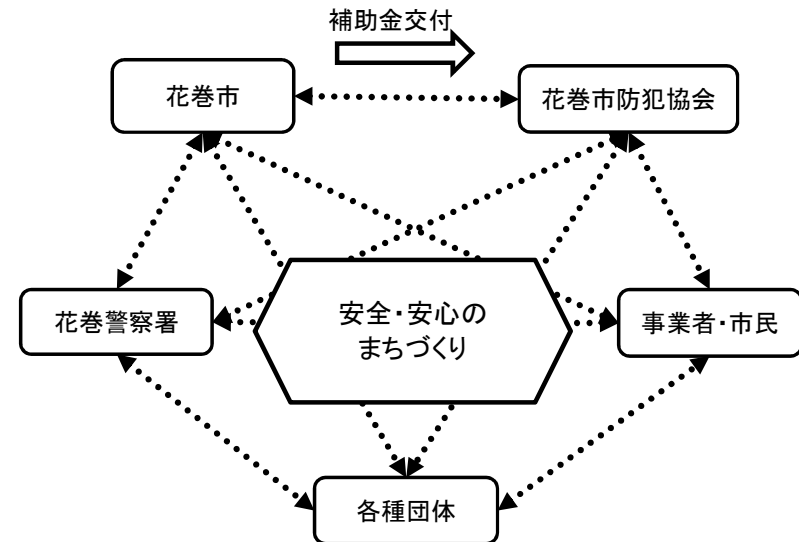 補助金交付
花巻市
花巻市防犯協会
花巻警察署
安全・安心の
まちづくり
事業者・市民
各種団体